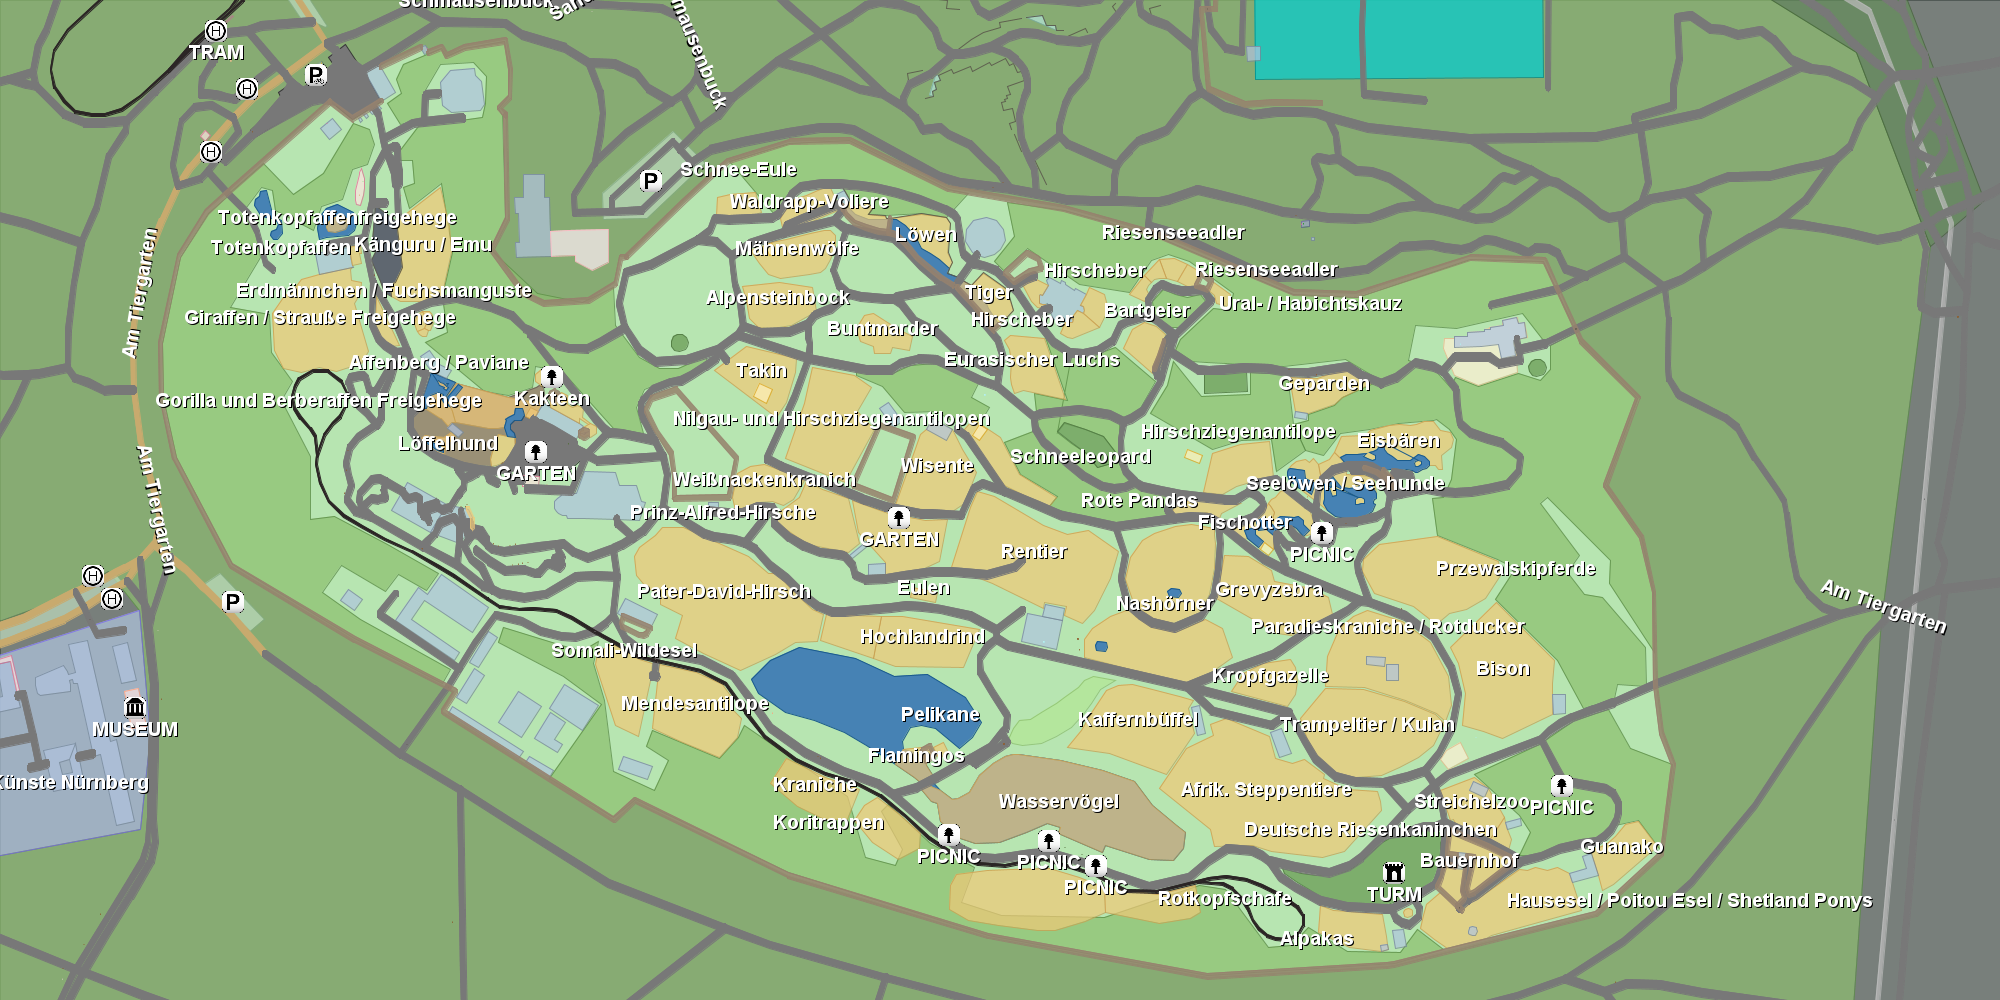 Schmausenbuck
TRAM
H
P
H
H
Schnee-Eule
P
Waldrapp-Voliere
Totenkopfaffenfreigehege
Totenkopfaffen
Känguru / Emu
Mähnenwölfe
Löwen
Riesenseeadler
Hirscheber
Riesenseeadler
Erdmännchen / Fuchsmanguste
Alpensteinbock
Tiger
Ural- / Habichtskauz
Giraffen / Strauße Freigehege
Buntmarder
Hirscheber
Bartgeier
Am Tiergarten
Affenberg / Paviane
Takin
Eurasischer Luchs
Geparden
Gorilla und Berberaffen Freigehege
Kakteen
Nilgau- und Hirschziegenantilopen
Hirschziegenantilope
Eisbären
Löffelhund
GARTEN
Weißnackenkranich
Wisente
Schneeleopard
Seelöwen / Seehunde
Am Tiergarten
Prinz-Alfred-Hirsche
Rote Pandas
Fischotter
GARTEN
Rentier
PICNIC
Przewalskipferde
H
H
P
Pater-David-Hirsch
Eulen
Nashörner
Grevyzebra
Am Tiergarten
Hochlandrind
Paradieskraniche / Rotducker
Somali-Wildesel
Kropfgazelle
Bison
Mendesantilope
Pelikane
Kaffernbüffel
Trampeltier / Kulan
MUSEUM
Flamingos
Künste Nürnberg
Kraniche
Wasservögel
Afrik. Steppentiere
Streichelzoo
PICNIC
Koritrappen
Deutsche Riesenkaninchen
PICNIC
PICNIC
PICNIC
Bauernhof
Guanako
TURM
Rotkopfschafe
Hausesel / Poitou Esel / Shetland Ponys
Alpakas